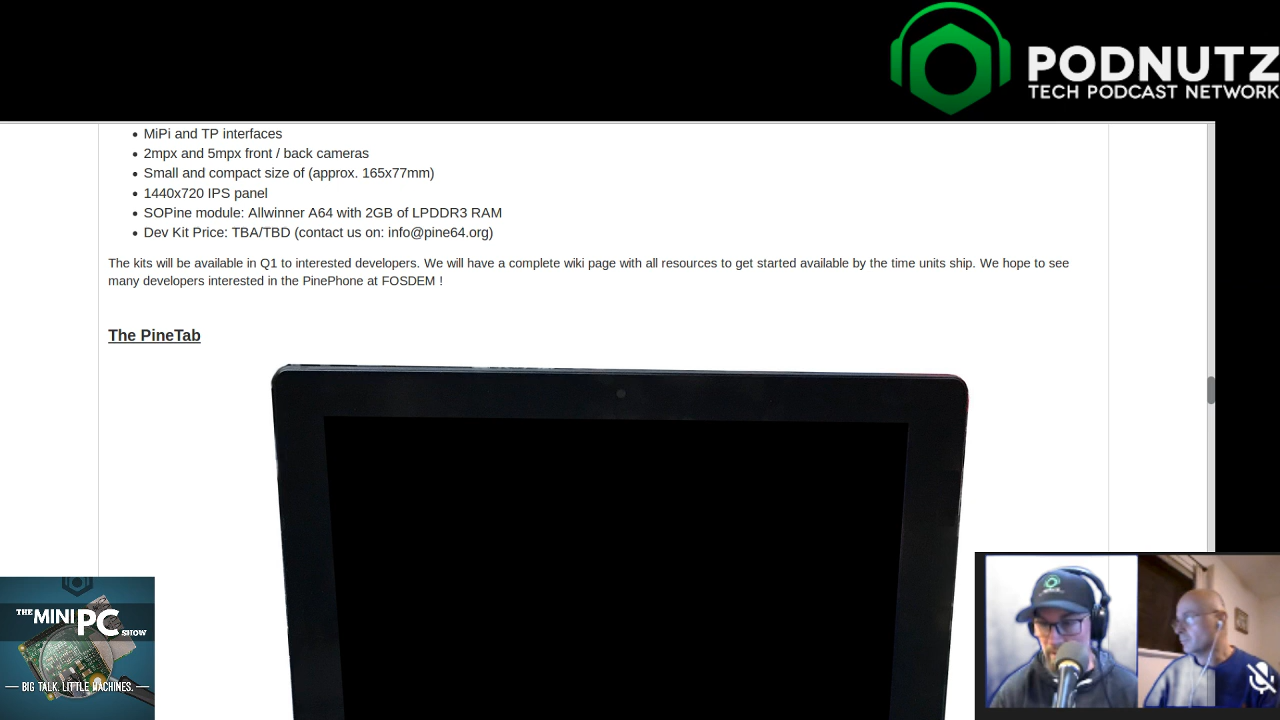 PODNUTZ
TECH PODCAST NETWORK
MiPi and TP interfaces
2mpx and 5mpx front / back cameras
Small and compact size of (approx. 165x77mm)
1440x720 IPS panel
SOPine module: Allwinner A64 with 2GB of LPDDR3 RAM
Dev Kit Price: TBA/TBD (contact us on: info@pine64.org)
The kits will be available in Q1 to interested developers. We will have a complete wiki page with all resources to get started available by the time units ship. We hope to see
many developers interested in the PinePhone at FOSDEM !
The PineTab
THE MINI PC SHOW
BIG TALK. LITTLE MACHINES.